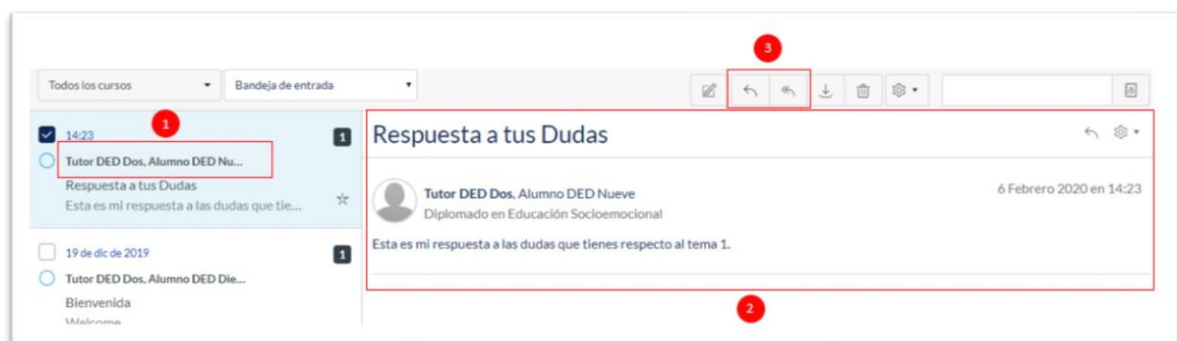 3
Todos los cursos
Bandeja de entrada
14:23
1
1
Tutor DED Dos, Alumno DED Nu...
Respuesta a tus Dudas
Esta es mi respuesta a las dudas que tie...
19 de dic de 2019
1
Tutor DED Dos, Alumno DED Die...
Bienvenida
Welcome
Respuesta a tus Dudas
Tutor DED Dos, Alumno DED Nueve
6 Febrero 2020 en 14:23
Diplomado en Educación Socioemocional
Esta es mi respuesta a las dudas que tienes respecto al tema 1.
2